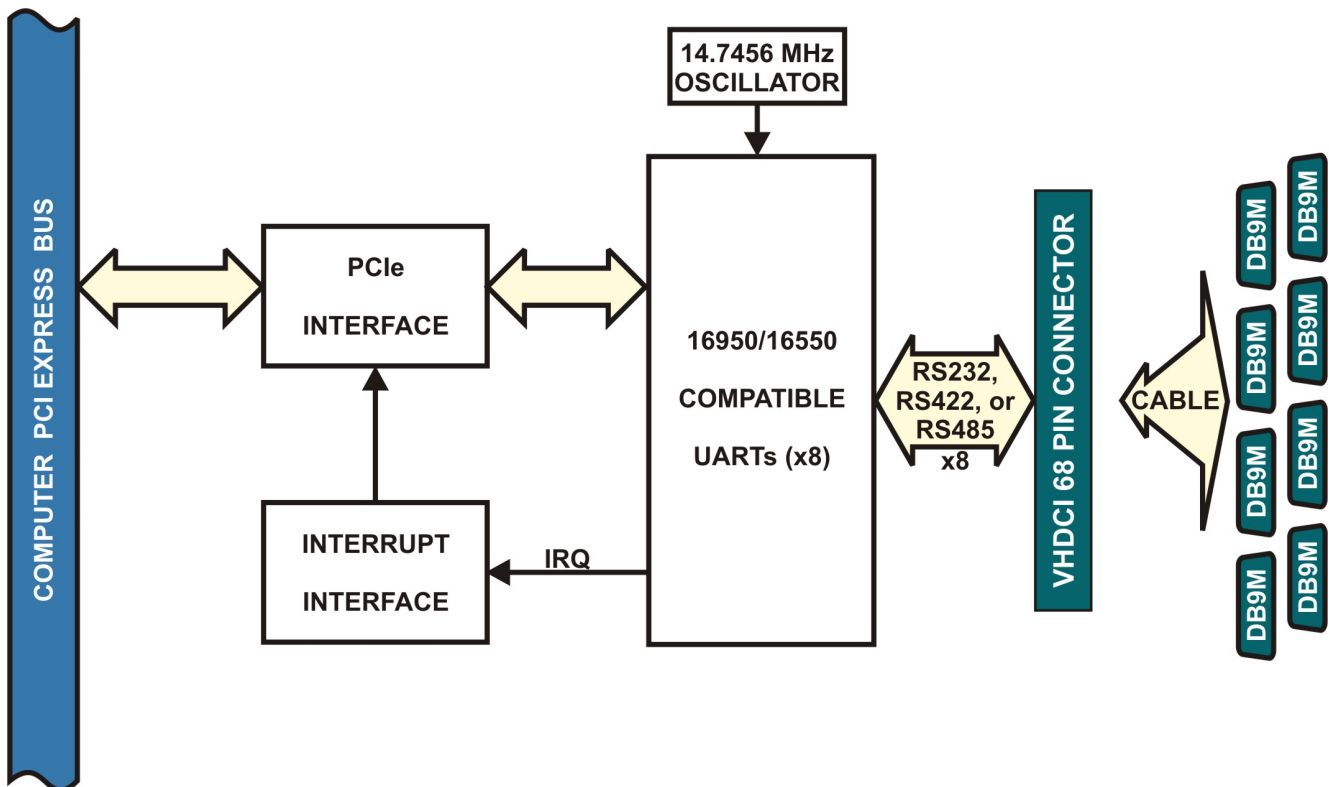 COMPUTER PCI EXPRESS BUS
14.7456 MHz
OSCILLATOR
PCIe
INTERFACE
INTERRUPT
INTERFACE
IRQ
16950/16550
COMPATIBLE
UARTs (x8)
RS232,
RS422, or
RS485
x8
VHDCI 68 PIN CONNECTOR
CABLE
DB9M
DB9M
DB9M
DB9M
DB9M
DB9M
DB9M
DB9M